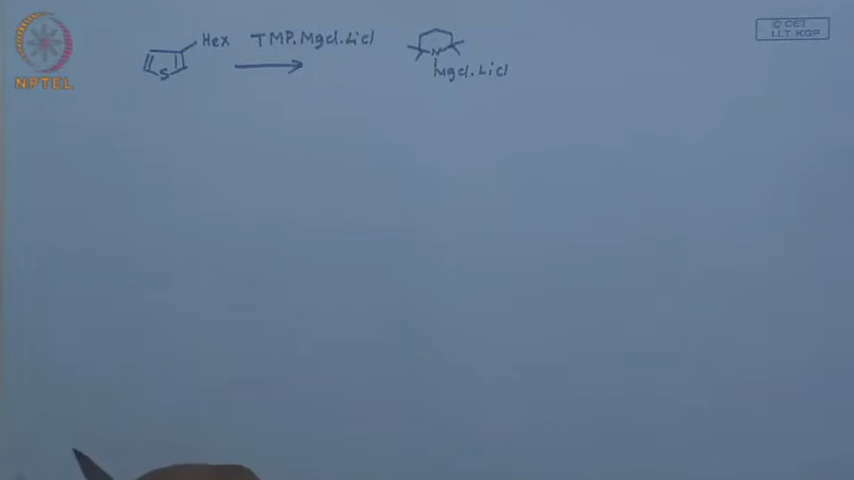 © CET
I.I.T. KGP
Hex
TMP.Mgcl.Licl
S
N
Mgcl.Licl
NPTEL